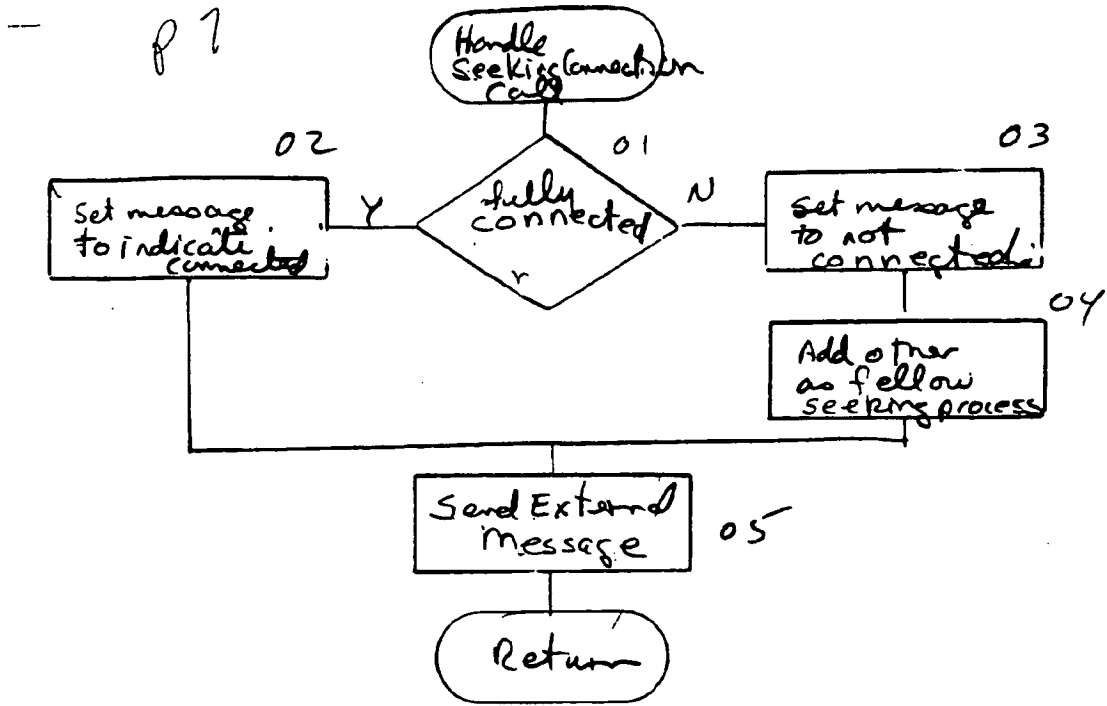 p 7
Handle
Seeking Connection
Call
01
fully
connected
Y
N
02
Set message
to indicate
connected
03
set message
to not
connected
04
Add other
as fellow
seeking process
Send External
Message
05
Return